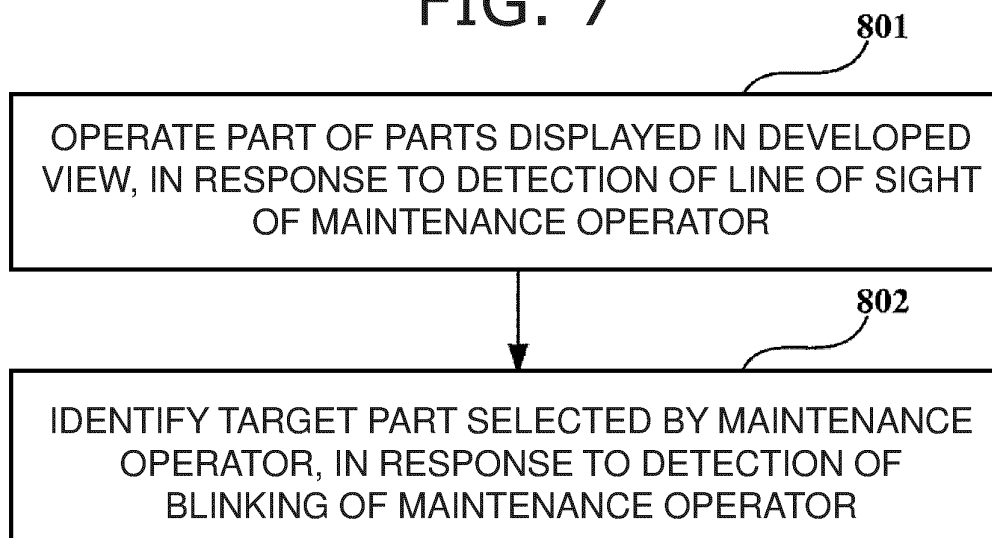 FIG. 7
801
OPERATE PART OF PARTS DISPLAYED IN DEVELOPED
VIEW, IN RESPONSE TO DETECTION OF LINE OF SIGHT
OF MAINTENANCE OPERATOR
802
IDENTIFY TARGET PART SELECTED BY MAINTENANCE
OPERATOR, IN RESPONSE TO DETECTION OF
BLINKING OF MAINTENANCE OPERATOR